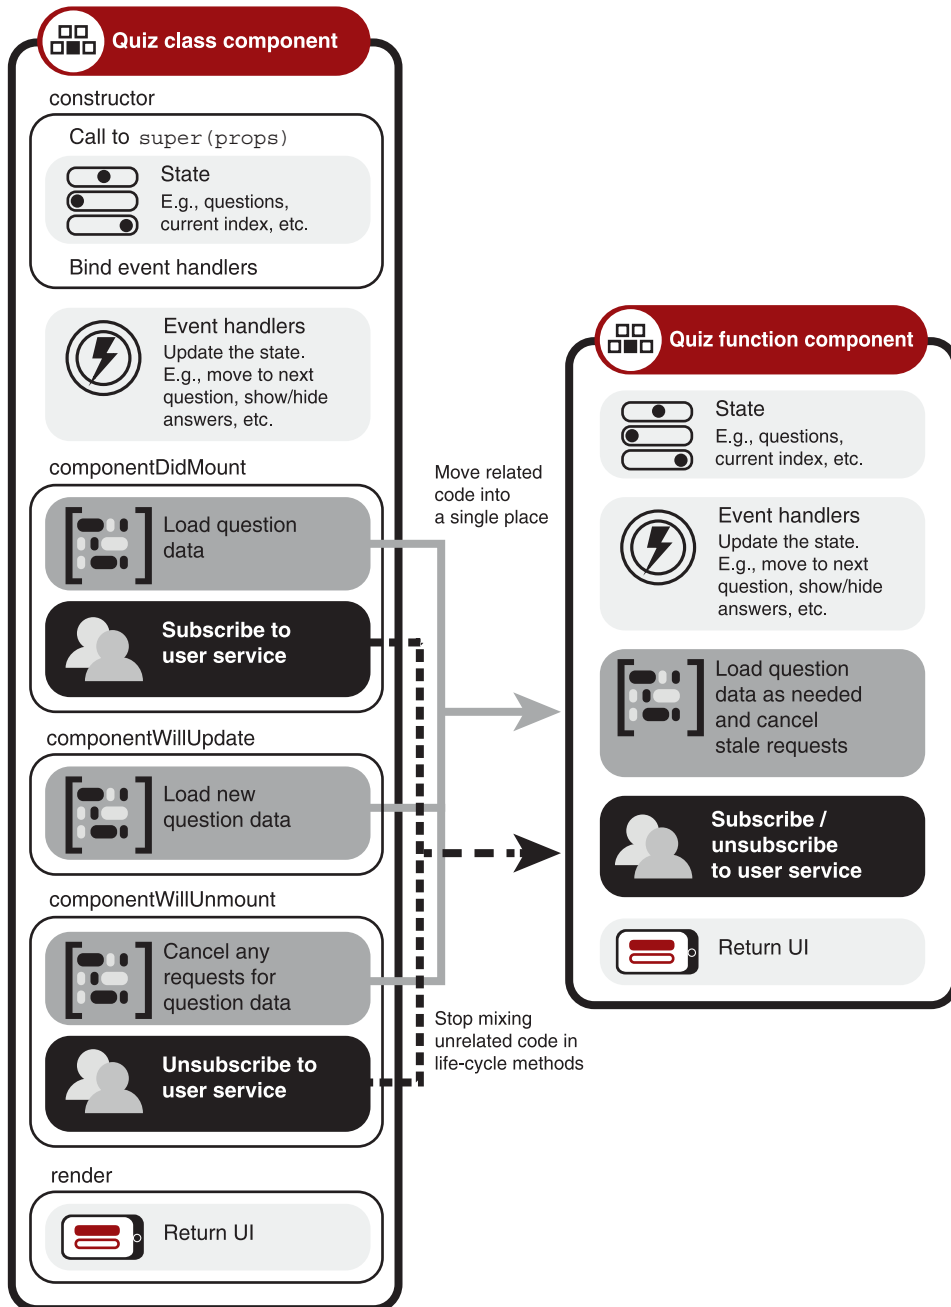 Quiz class component
constructor
Call to super(props)
State
E.g., questions,
current index, etc.
Bind event handlers
Event handlers
Update the state.
E.g., move to next
question, show/hide
answers, etc.
componentDidMount
Load question
data
Subscribe to
user service
componentWillUpdate
Load new
question data
componentWillUnmount
Cancel any
requests for
question data
Unsubscribe to
user service
render
Return UI
Move related
code into
a single place
Stop mixing
unrelated code in
life-cycle methods
Quiz function component
State
E.g., questions,
current index, etc.
Event handlers
Update the state.
E.g., move to next
question, show/hide
answers, etc.
Load question
data as needed
and cancel
stale requests
Subscribe /
unsubscribe
to user service
Return UI